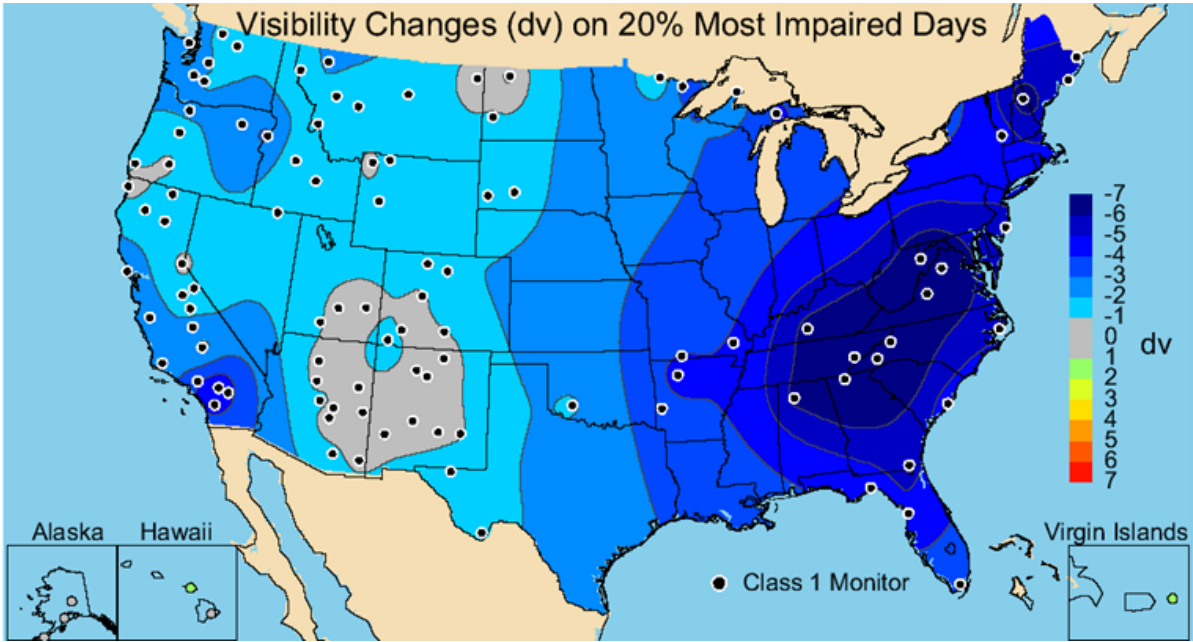 Visibility Changes (dv) on 20% Most Impaired Days
-7
-6
-5
-4
-3
-2
-1
0
1
2
3
4
5
6
7
dv
Alaska
Hawaii
Virgin Islands
Class 1 Monitor